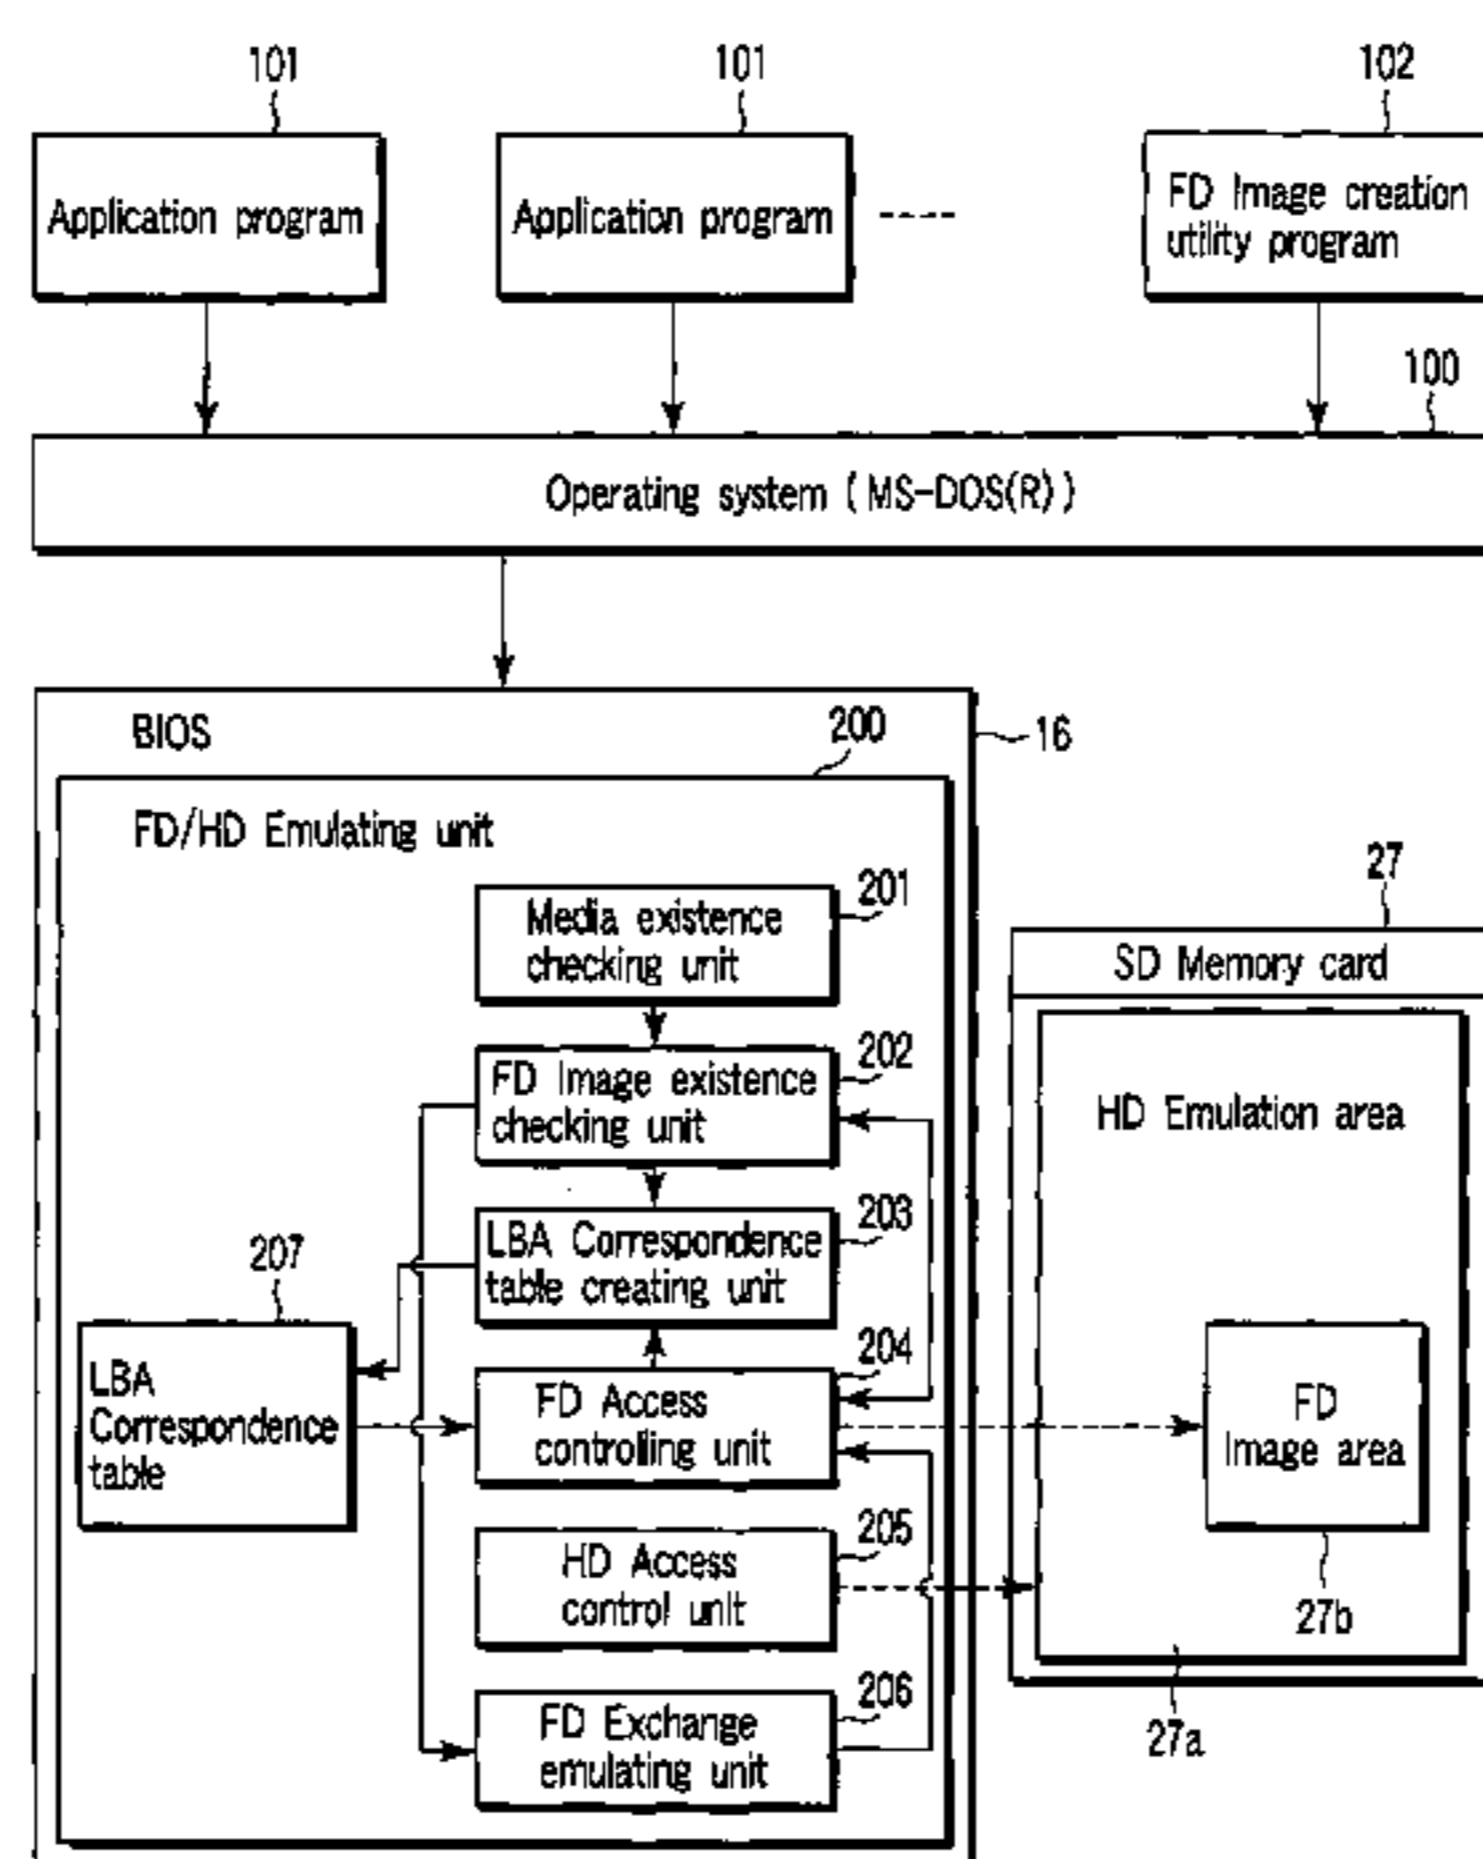 101
101
102
Application program
Application program
FD Image creation
utility program
100
Operating system (MS-DOS(R))
BIOS
200
16
FD/HD Emulating unit
201
Media existence
checking unit
27
SD Memory card
202
FD Image existence
checking unit
HD Emulation area
203
LBA Correspondence
table creating unit
207
LBA
Correspondence
table
204
FD Access
controlling unit
FD
Image area
205
HD Access
control unit
27b
206
FD Exchange
emulating unit
27a